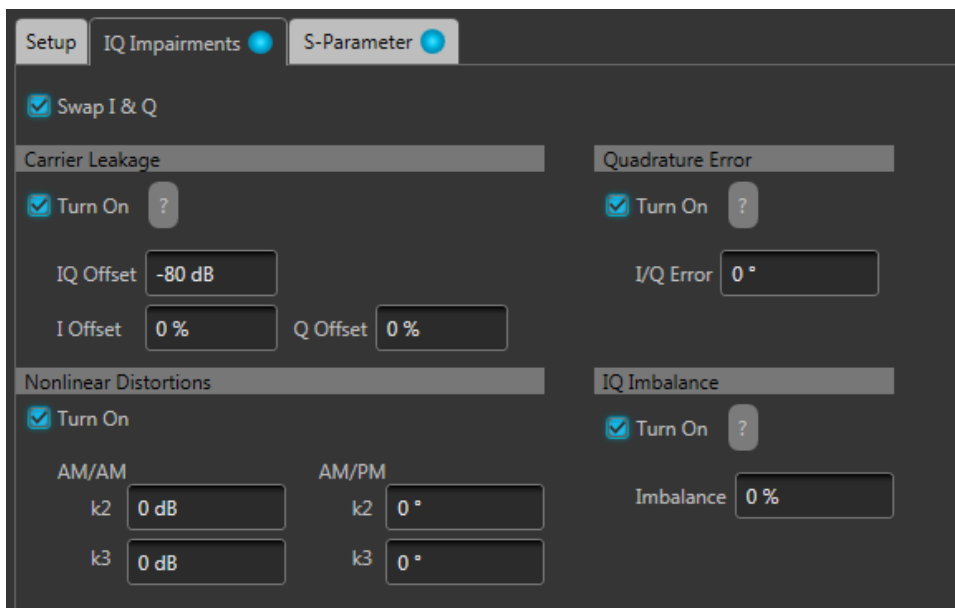 Setup IQ Impairments S-Parameter
Swap I & Q
Carrier Leakage
Turn On ?
IQ Offset -80 dB
I Offset 0 % Q Offset 0 %
Quadrature Error
Turn On ?
I/Q Error 0 °
Nonlinear Distortions
Turn On
AM/AM AM/PM
k2 0 dB k2 0 °
k3 0 dB k3 0 °
IQ Imbalance
Turn On ?
Imbalance 0 %